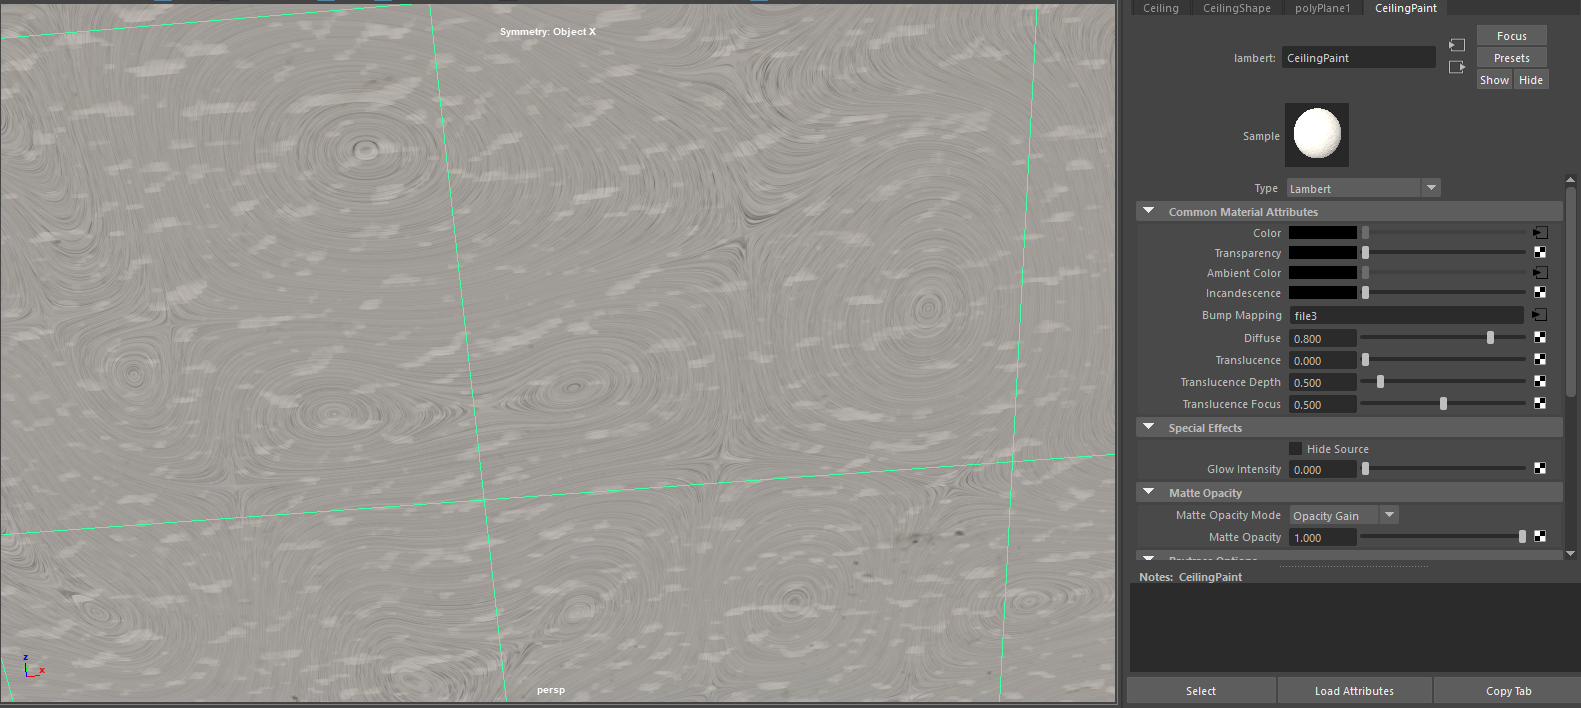 Ceiling CeilingShape polyPlane1 CeilingPaint
Symmetry: Object X
Focus
lambert: CeilingPaint
Presets
Show Hide
Sample
Type Lambert
Common Material Attributes
Color
Transparency
Ambient Color
Incandescence
Bump Mapping file3
Diffuse 0.800
Translucence 0.000
Translucence Depth 0.500
Translucence Focus 0.500
Special Effects
Hide Source
Glow Intensity 0.000
Matte Opacity
Matte Opacity Mode Opacity Gain
Matte Opacity 1.000
Raytrace Options
Notes: CeilingPaint
z
x
persp
Select Load Attributes Copy Tab